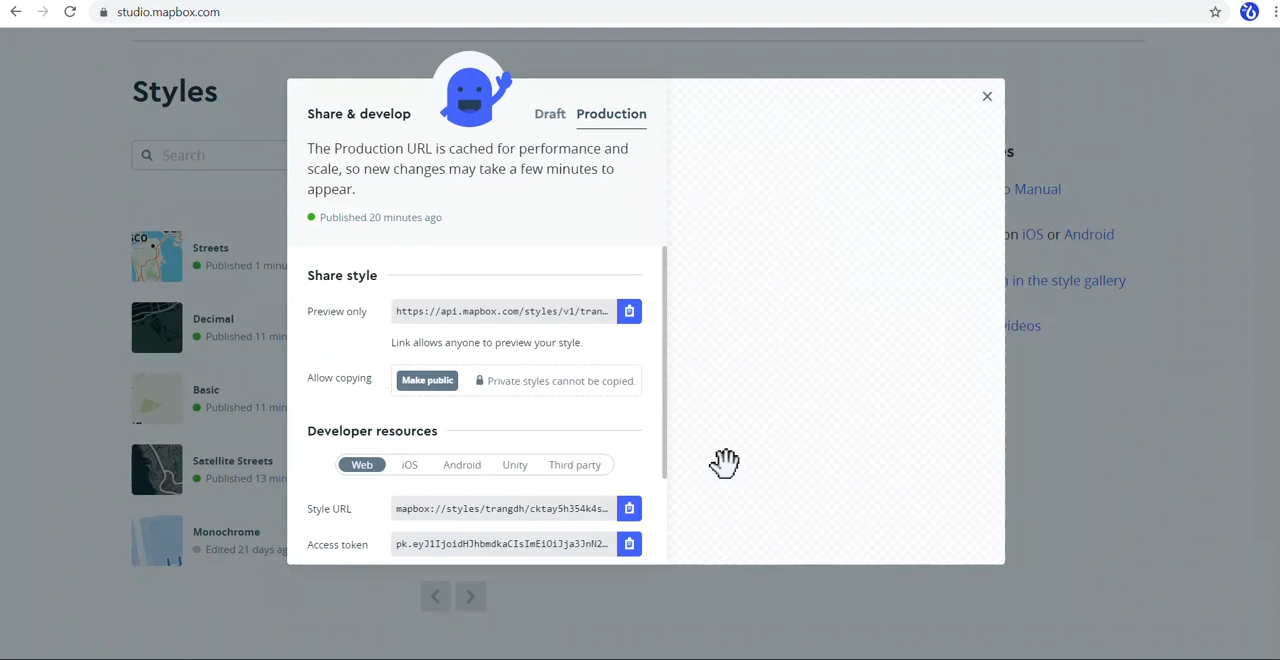 studio.mapbox.com
Styles
Search
Streets
Published 1 minu
Decimal
Published 11 min
Basic
Published 11 min
Satellite Streets
Published 13 min
Monochrome
Edited 21 days ag
Share & develop
Draft
Production
The Production URL is cached for performance and
scale, so new changes may take a few minutes to
appear.
Published 20 minutes ago
Share style
Preview only
https://api.mapbox.com/styles/v1/tran…
Link allows anyone to preview your style.
Allow copying
Make public
Private styles cannot be copied.
Developer resources
Web
iOS
Android
Unity
Third party
Style URL
mapbox://styles/trangdh/cktay5h354k4s…
Access token
pk.eyJ1IjoidHJhbmdkaCIsImEiOiJja3JnN2…
Manual
on iOS or Android
in the style gallery